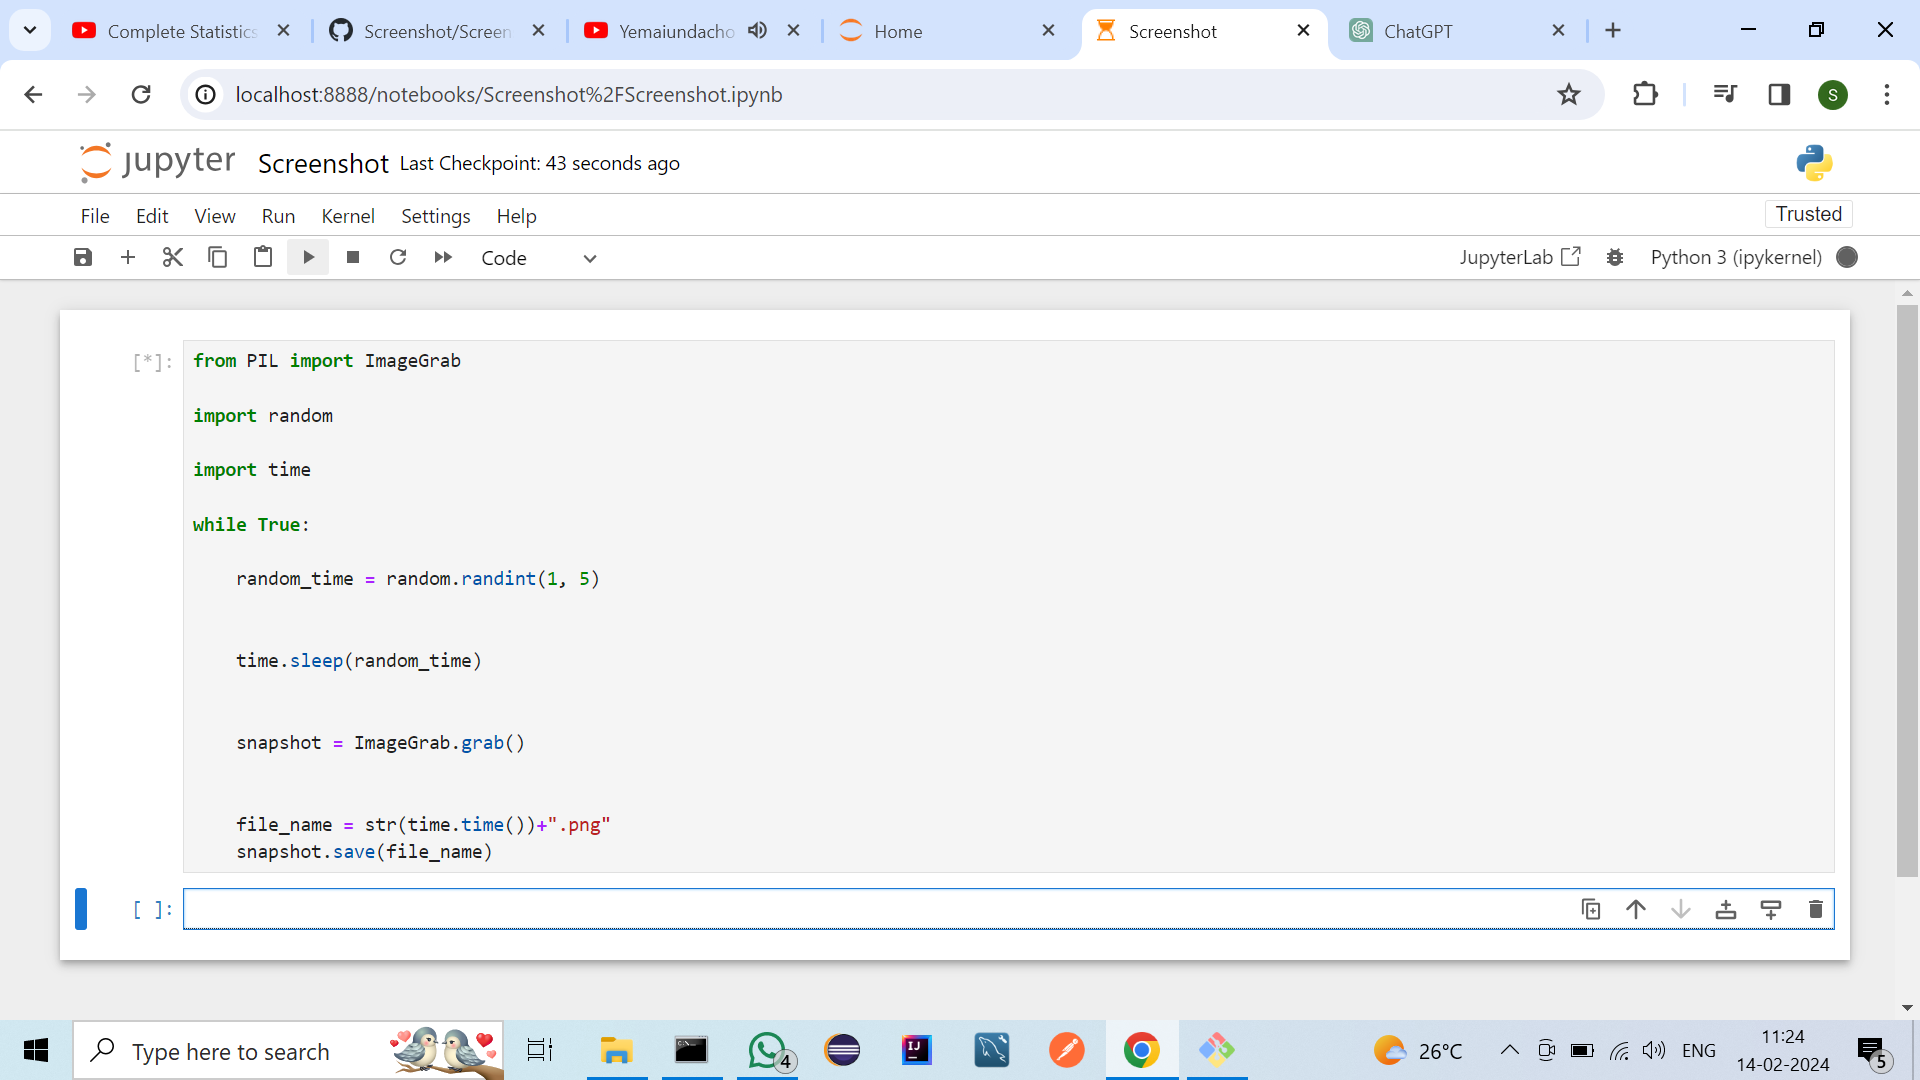 Complete Statistics
Screenshot/Screen
Yemaiundacho
Home
Screenshot
ChatGPT
localhost:8888/notebooks/Screenshot%2FScreenshot.ipynb
S
jupyter Screenshot Last Checkpoint: 43 seconds ago
File Edit View Run Kernel Settings Help
Trusted
Code
JupyterLab
Python 3 (ipykernel)
[*]:
from PIL import ImageGrab
import random
import time
while True:
random_time = random.randint(1, 5)
time.sleep(random_time)
snapshot = ImageGrab.grab()
file_name = str(time.time())+".png"
snapshot.save(file_name)
[ ]:
Type here to search
C:\_
4
IJ
26°C
ENG
11:24
14-02-2024
5